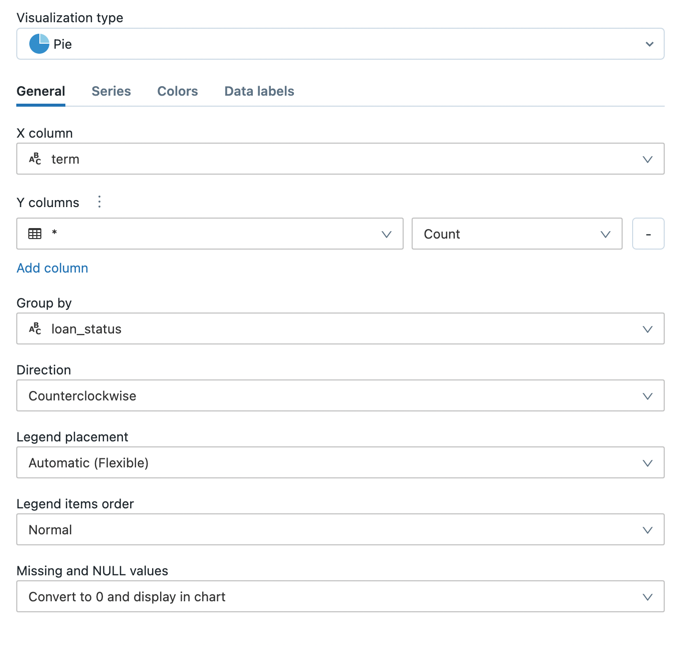 Visualization type
Pie
General Series Colors Data labels
X column
ABC term
Y columns
* Count -
Add column
Group by
ABC loan_status
Direction
Counterclockwise
Legend placement
Automatic (Flexible)
Legend items order
Normal
Missing and NULL values
Convert to 0 and display in chart